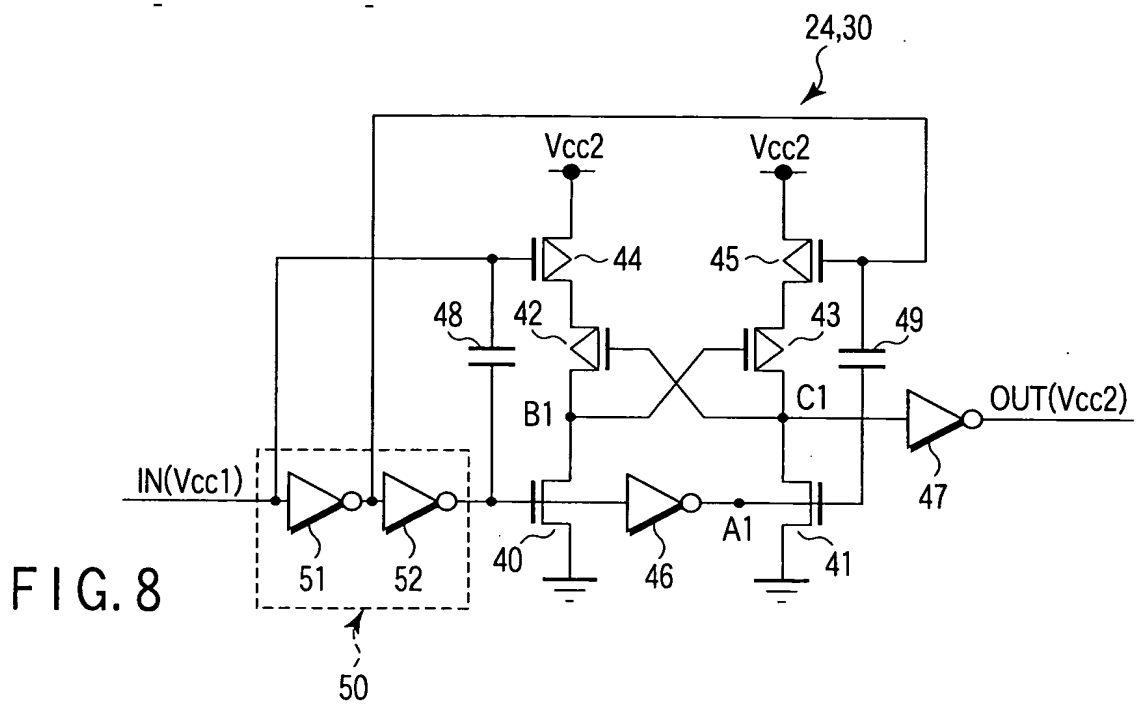 24,30
Vcc2 Vcc2
44 45
48 42 43 49
B1 C1 OUT(Vcc2)
47
IN(Vcc1)
A1
51 52 40 46 41
FIG. 8
50